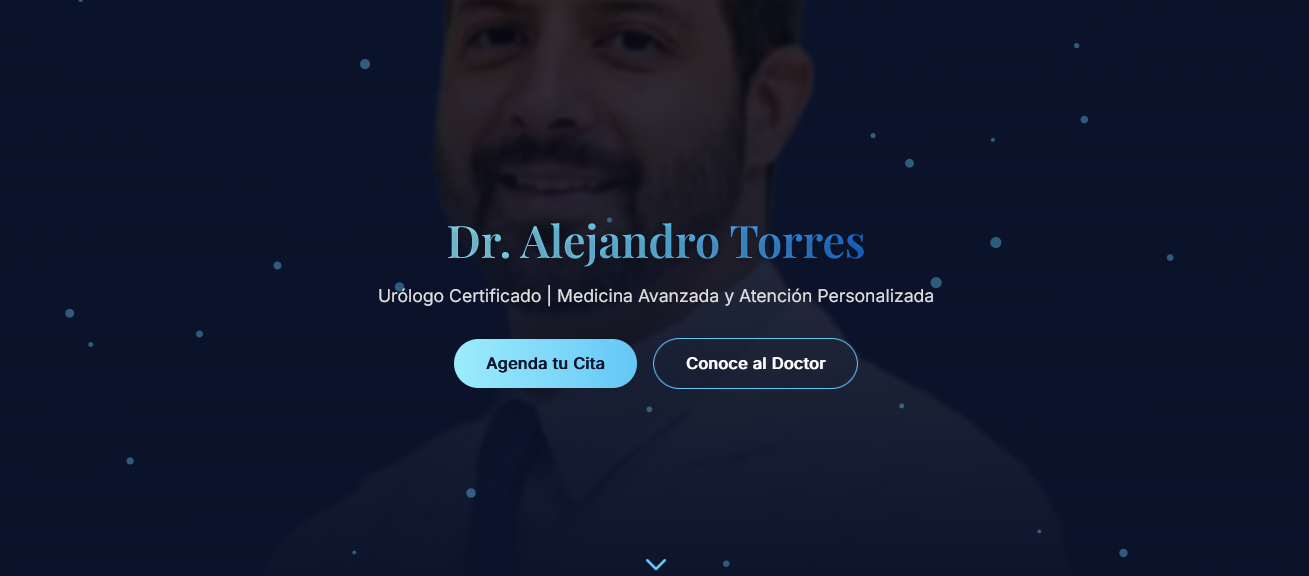 Dr. Alejandro Torres
Urólogo Certificado | Medicina Avanzada y Atención Personalizada
Agenda tu Cita
Conoce al Doctor